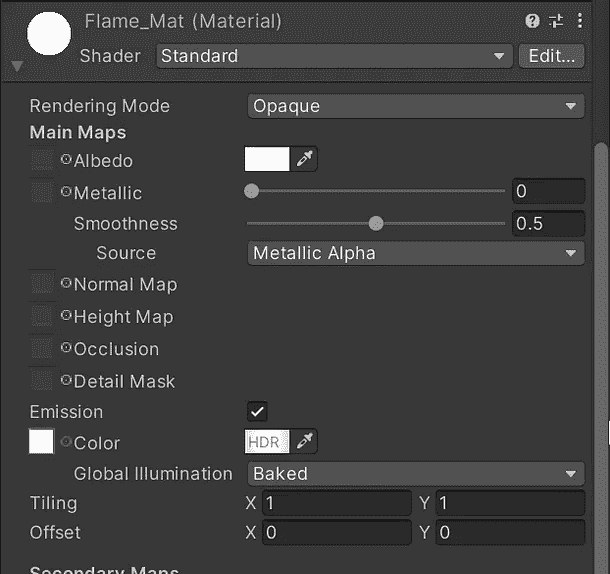 Flame_Mat (Material)
Shader Standard Edit...
Rendering Mode Opaque
Main Maps
Albedo
Metallic 0
Smoothness 0.5
Source Metallic Alpha
Normal Map
Height Map
Occlusion
Detail Mask
Emission
Color HDR
Global Illumination Baked
Tiling X 1 Y 1
Offset X 0 Y 0
Secondary Maps